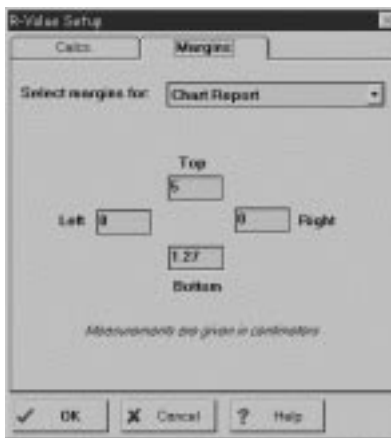 R-Value Setup
Calcs
Margins
Select margins for:
Chart Report
Top
5
Left
0
0
Right
1.27
Bottom
Measurements are given in centimeters
OK
Cancel
Help